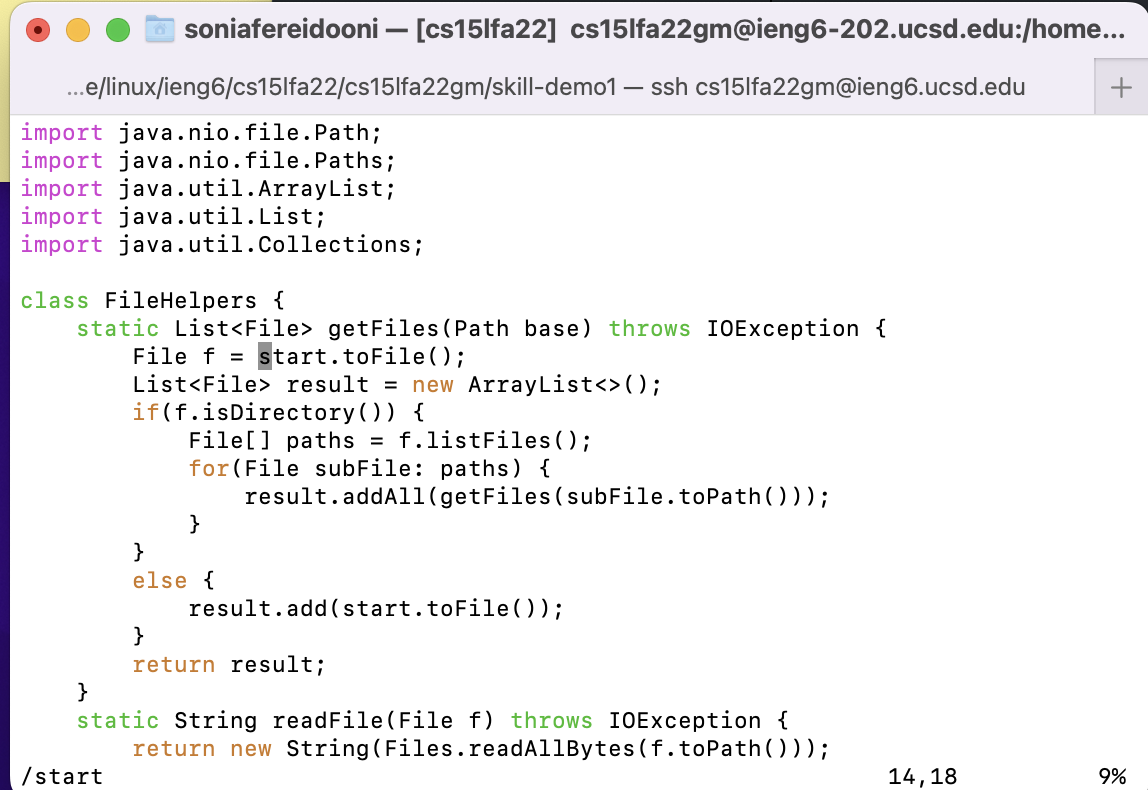 soniafereidooni — [cs15lfa22]  cs15lfa22gm@ieng6-202.ucsd.edu:/home...
...e/linux/ieng6/cs15lfa22/cs15lfa22gm/skill-demo1 — ssh cs15lfa22gm@ieng6.ucsd.edu
+
import java.nio.file.Path;
import java.nio.file.Paths;
import java.util.ArrayList;
import java.util.List;
import java.util.Collections;

class FileHelpers {
    static List<File> getFiles(Path base) throws IOException {
        File f = start.toFile();
        List<File> result = new ArrayList<>();
        if(f.isDirectory()) {
            File[] paths = f.listFiles();
            for(File subFile: paths) {
                result.addAll(getFiles(subFile.toPath()));
            }
        }
        else {
            result.add(start.toFile());
        }
        return result;
    }
    static String readFile(File f) throws IOException {
        return new String(Files.readAllBytes(f.toPath()));
/start                                                        14,18          9%